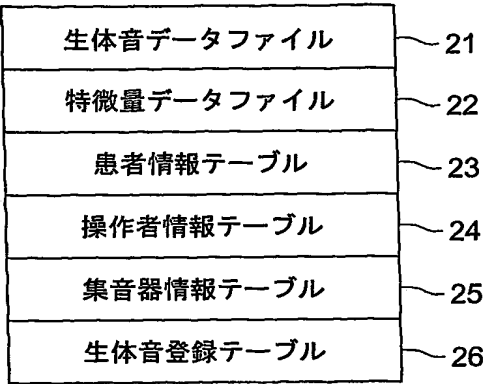 生体音データファイル 21
特微量データファイル 22
患者情報テーブル 23
操作者情報テーブル 24
集音器情報テーブル 25
生体音登録テーブル 26